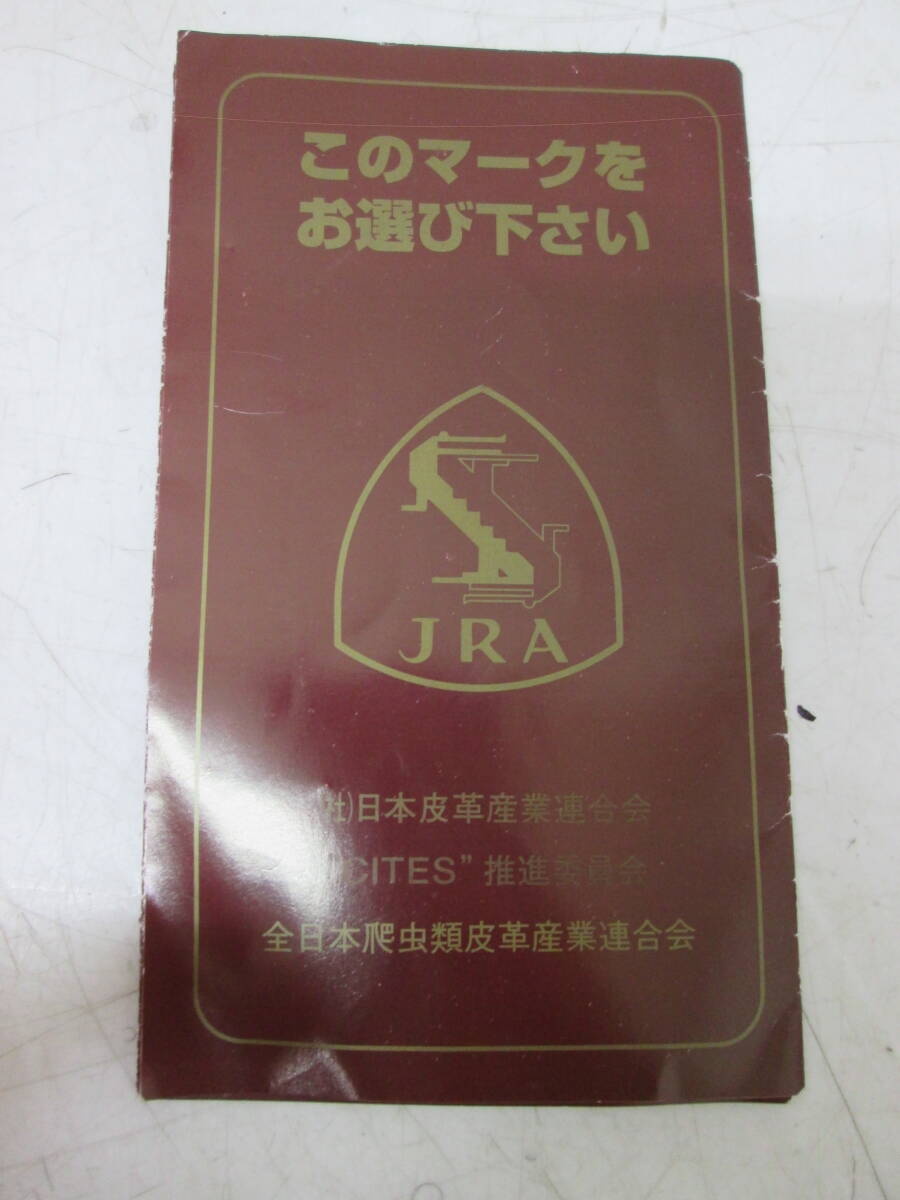 このマークを
お選び下さい
JRA
社)日本皮革産業連合会
CITES” 推進委員会
全日本爬虫類皮革産業連合会